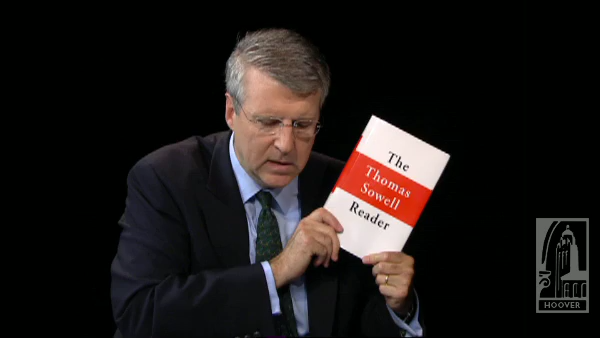 The
Thomas
Sowell
Reader
HOOVER